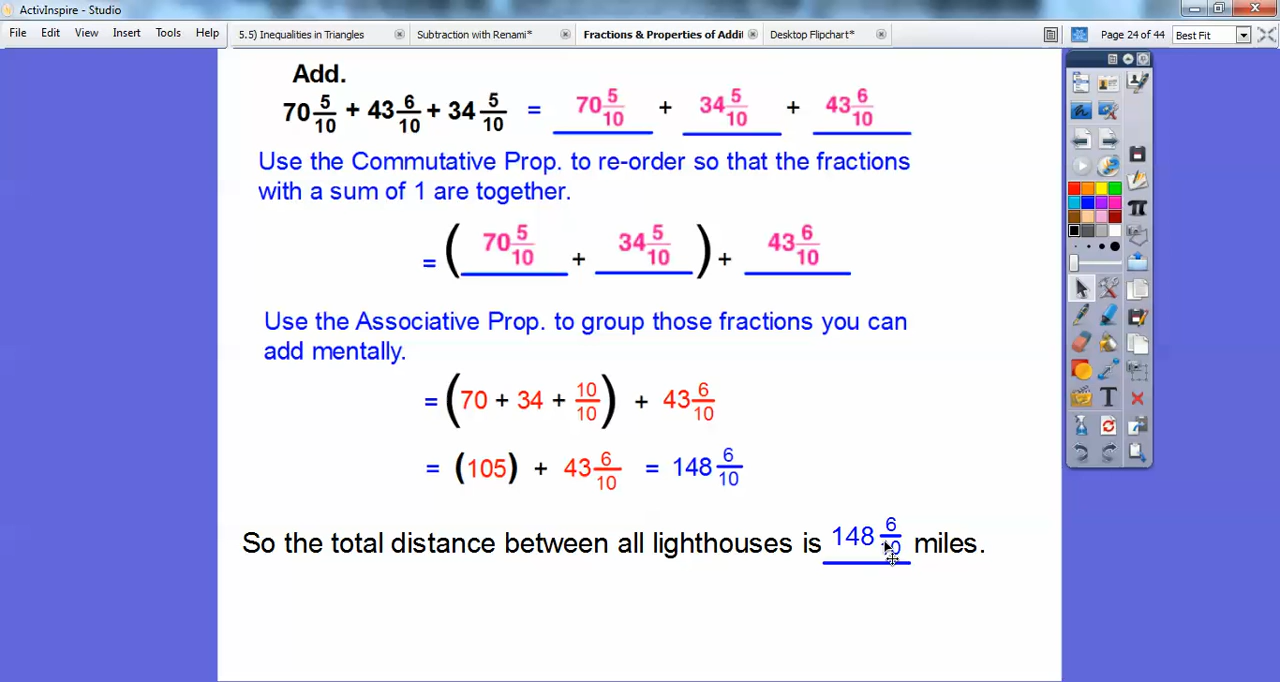 ActivInspire - Studio
File Edit View Insert Tools Help
5.5) Inequalities in Triangles
Subtraction with Renami*
Fractions & Properties of Addit
Desktop Flipchart*
Page 24 of 44
Best Fit
Add.
70 5/10 + 43 6/10 + 34 5/10 = 70 5/10 + 34 5/10 + 43 6/10
Use the Commutative Prop. to re-order so that the fractions
with a sum of 1 are together.
= (70 5/10 + 34 5/10) + 43 6/10
Use the Associative Prop. to group those fractions you can
add mentally.
= (70 + 34 + 10/10) + 43 6/10
= (105) + 43 6/10 = 148 6/10
So the total distance between all lighthouses is 148 6/10 miles.